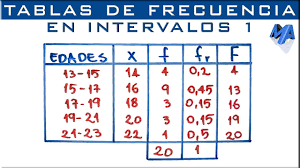 TABLAS DE FRECUENCIA
EN INTERVALOS 1
EDADES x f fr F
13-15 14 4 0,2 4
15-17 16 9 0,45 13
17-19 18 3 0,15 16
19-21 20 3 0,15 19
21-23 22 1 0,5 20
20 1